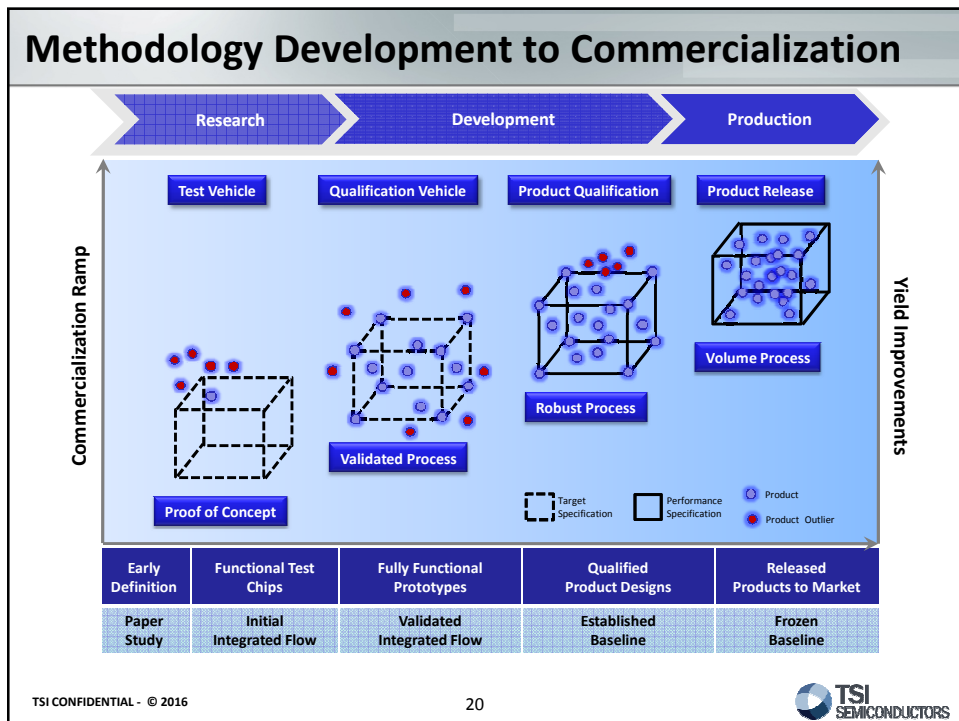 Methodology Development to Commercialization
Research
Development
Production
Test Vehicle
Qualification Vehicle
Product Qualification
Product Release
Commercialization Ramp
Yield Improvements
Volume Process
Robust Process
Validated Process
Proof of Concept
Target
Specification
Performance
Specification
Product
Product Outlier
Early
Definition
Functional Test
Chips
Fully Functional
Prototypes
Qualified
Product Designs
Released
Products to Market
Paper
Study
Initial
Integrated Flow
Validated
Integrated Flow
Established
Baseline
Frozen
Baseline
TSI CONFIDENTIAL - © 2016
20
TSI
SEMICONDUCTORS